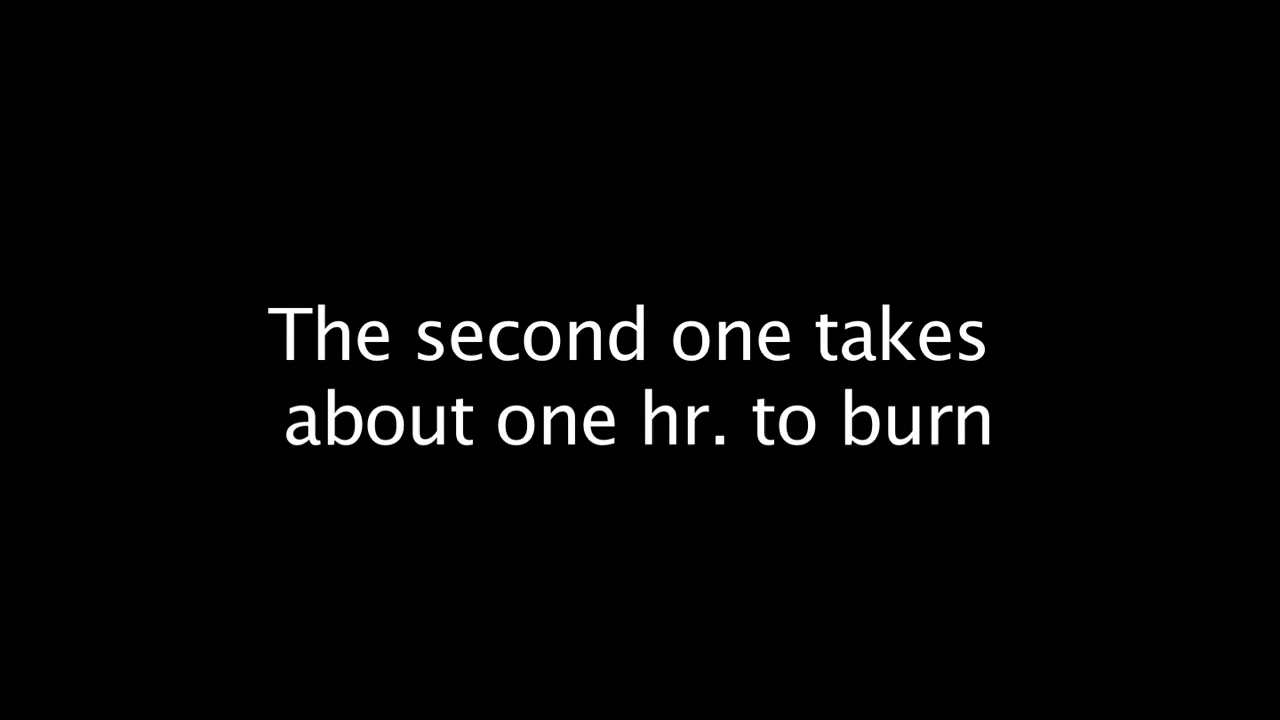 The second one takes
about one hr. to burn